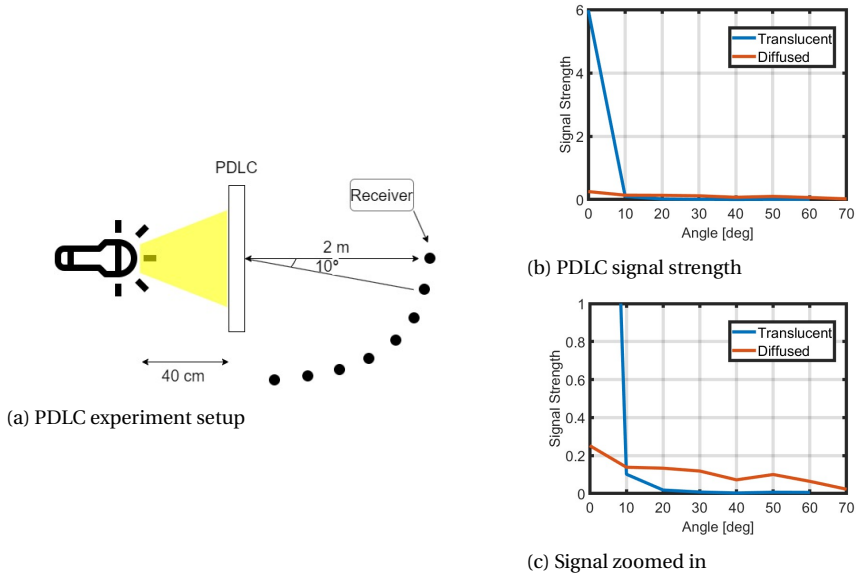 PDLC
Receiver
2 m
10°
40 cm
(a) PDLC experiment setup
6
4
2
0
Signal Strength
Translucent
Diffused
0 10 20 30 40 50 60 70
Angle [deg]
(b) PDLC signal strength
1
0.8
0.6
0.4
0.2
0
Signal Strength
Translucent
Diffused
0 10 20 30 40 50 60 70
Angle [deg]
(c) Signal zoomed in